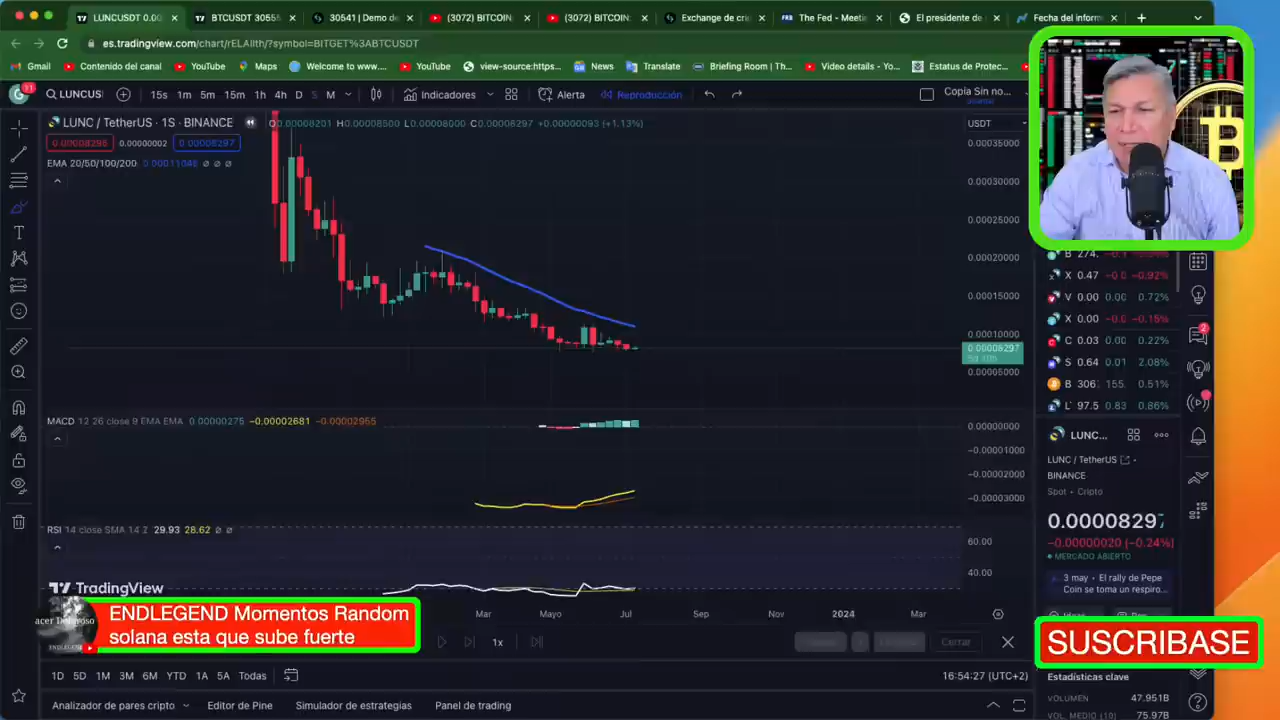 LUNCUSDT 0.00
BTCUSDT 30555
30541 | Demo de
(3072) BITCOIN:
(3072) BITCOIN:
Exchange de cri
The Fed - Meetin
El presidente de
Fecha del inform
es.tradingview.com/chart/rELAIlth/?symbol=BITGET%3ABTCUSDT
Gmail
Contenido del canal
YouTube
Maps
Welcome to www...
YouTube
News
Translate
Briefing Room | Th...
Video details - Yo...
Estatus de Protec...
LUNCUS
15s 1m 5m 15m 1h 4h D S M
Indicadores
Alerta
Reproducción
Copia Sin no...
LUNC / TetherUS · 1S · BINANCE
O0.00008201 H0.00008500 L0.00008000 C0.00008297 +0.00000093 (+1.13%)
USDT
0.00008296 0.00000002 0.00008297
EMA 20/50/100/200
0.00035000
0.00030000
0.00025000
0.00020000
0.00015000
0.00010000
0.00008297
0.00005000
MACD 12 26 close 9 EMA EMA 0.00000275 −0.00002681 −0.00002955
0.00000000
−0.00001000
−0.00002000
−0.00003000
RSI 14 close SMA 14 2 29.93 28.62
60.00
40.00
TradingView
Mar Mayo Jul Sep Nov 2024 Mar
ENDLEGEND Momentos Random
solana esta que sube fuerte
1x
Cerrar
1D 5D 1M 3M 6M YTD 1A 5A Todas
16:54:27 (UTC+2)
Analizador de pares cripto
Editor de Pine
Simulador de estrategias
Panel de trading
B 274.
X 0.47 −0.92%
V 0.00 0.00 0.72%
X 0.00 −0.15%
C 0.03 0.00 0.22%
S 0.64 0.01 2.08%
B 306 155. 0.51%
L 97.5 0.83 0.86%
LUNC...
LUNC / TetherUS
BINANCE
Spot • Cripto
0.00008297
−0.00000020 (−0.24%)
MERCADO ABIERTO
3 may • El rally de Pepe
Coin se toma un respiro...
SUSCRIBASE
Estadísticas clave
VOLUMEN 47.951B
VOL. MEDIO (10) 75.97B